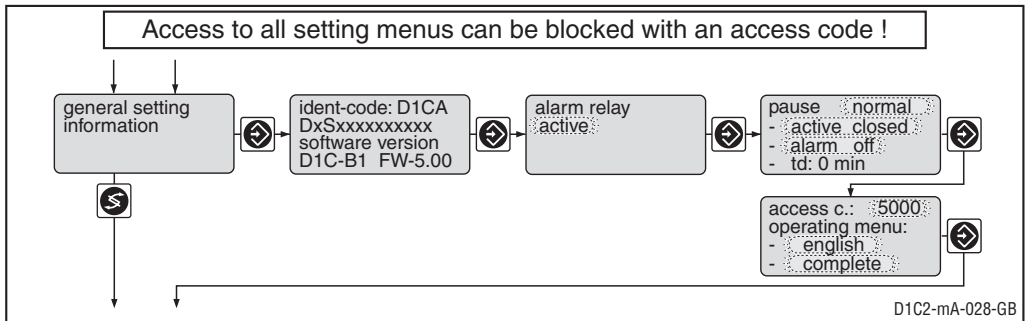 Access to all setting menus can be blocked with an access code !
general setting
information
ident-code: D1CA
DxSxxxxxxxxxx
software version
D1C-B1 FW-5.00
alarm relay
active
pause normal
- active closed
- alarm off
- td: 0 min
access c.: 5000
operating menu:
- english
- complete
D1C2-mA-028-GB